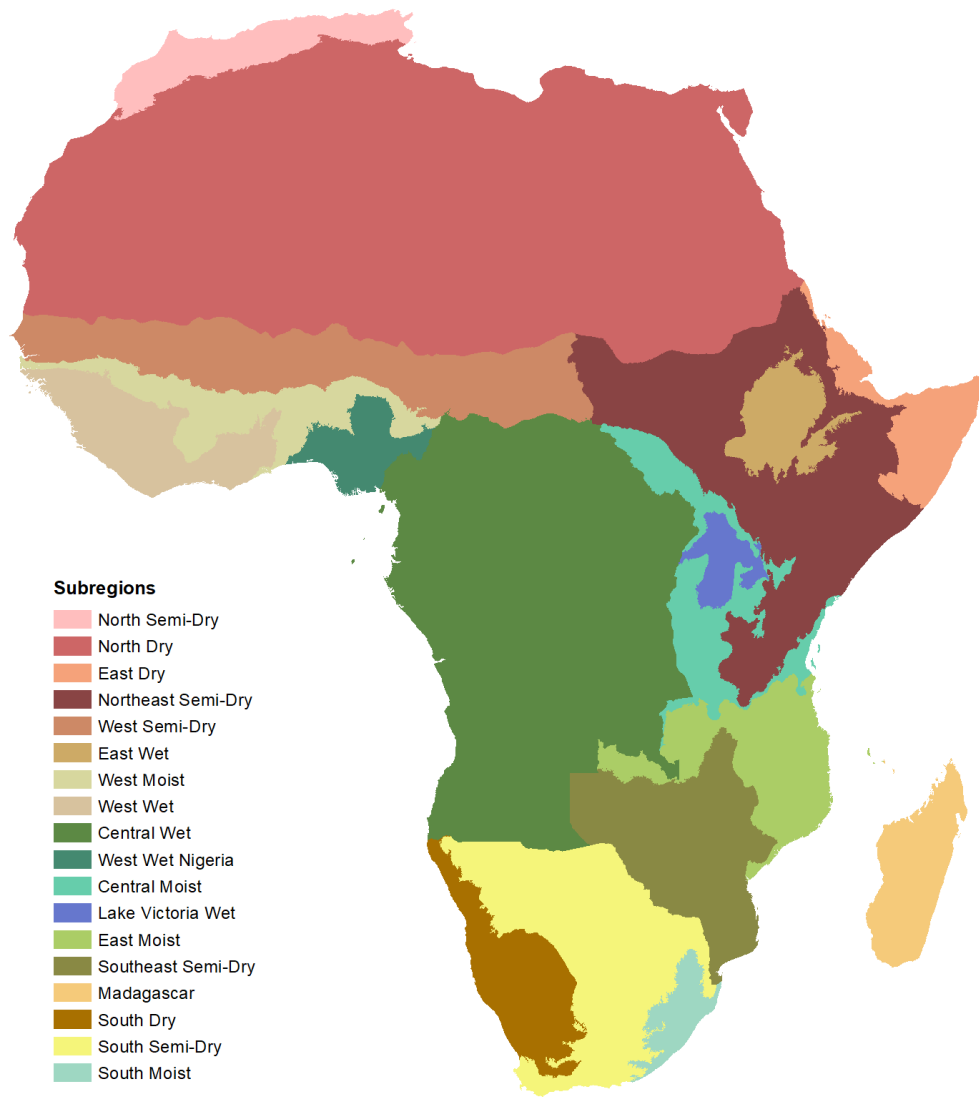 Subregions
North Semi-Dry
North Dry
East Dry
Northeast Semi-Dry
West Semi-Dry
East Wet
West Moist
West Wet
Central Wet
West Wet Nigeria
Central Moist
Lake Victoria Wet
East Moist
Southeast Semi-Dry
Madagascar
South Dry
South Semi-Dry
South Moist